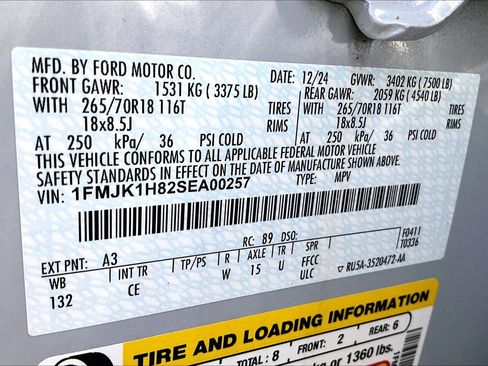 MFD. BY FORD MOTOR CO.
DATE: 12/24 GVWR: 3402 KG (7500 LB)
FRONT GAWR: 1531 KG (3375 LB) REAR GAWR: 2059 KG (4540 LB)
WITH 265/70R18 116T TIRES WITH 265/70R18 116T TIRES
18x8.5J RIMS 18x8.5J RIMS
AT 250 kPa/ 36 PSI COLD AT 250 kPa/ 36 PSI COLD
THIS VEHICLE CONFORMS TO ALL APPLICABLE FEDERAL MOTOR VEHICLE
SAFETY STANDARDS IN EFFECT ON THE DATE OF MANUFACTURE SHOWN ABOVE.
VIN: 1FMJK1H82SEA00257 TYPE: MPV
F0411
T0336
EXT PNT: A3 RC: 89 DSO:
WB INT TR TP/PS R AXLE TR SPR
132 CE W 15 U FFCC
ULC RU5A-3520472-AA
TIRE AND LOADING INFORMATION
TOTAL: 8 FRONT: 2 REAR: 6
kg or 1360 lbs.